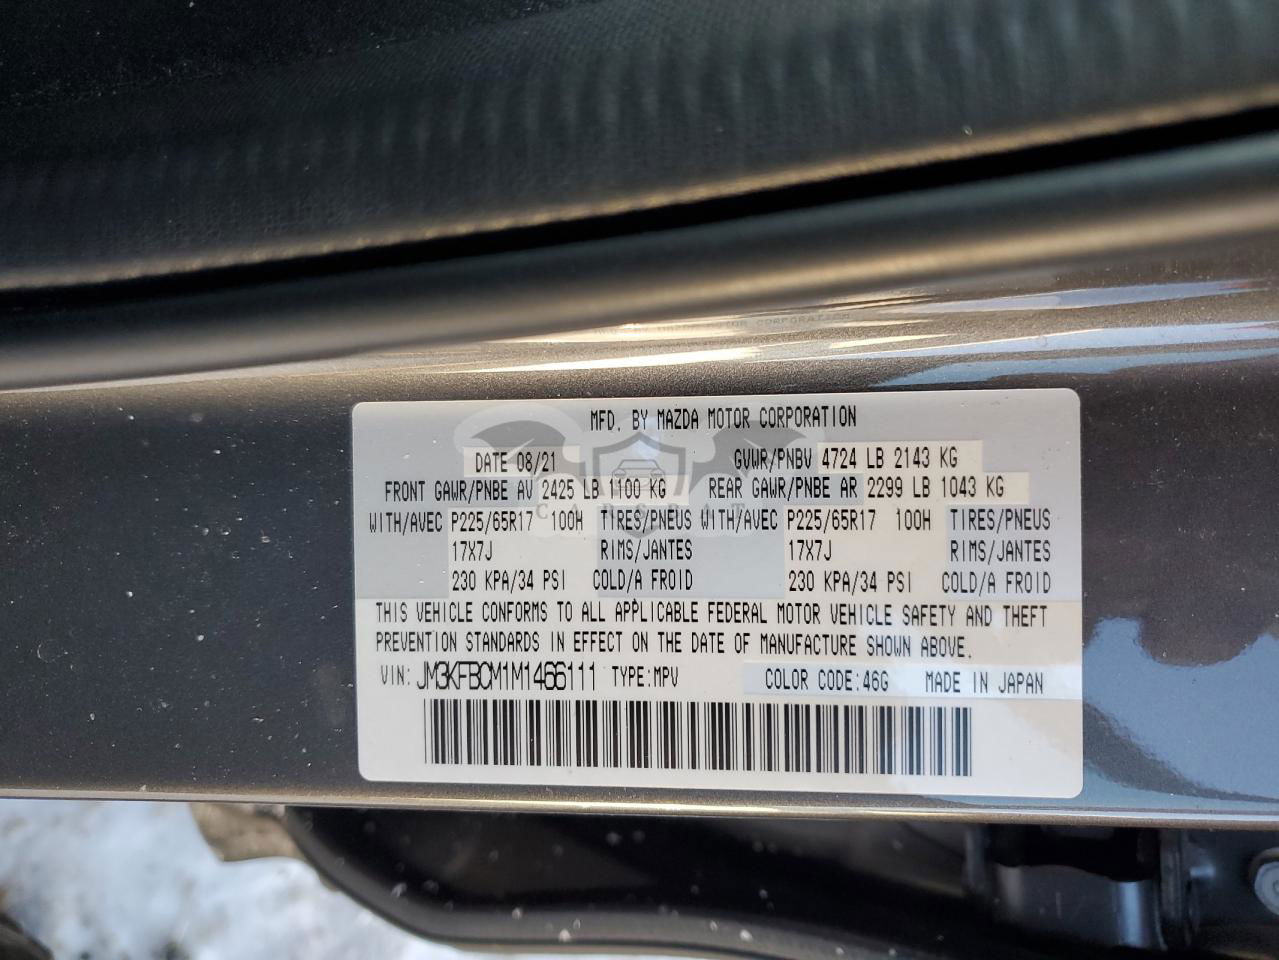 MFD. BY MAZDA MOTOR CORPORATION
DATE 08/21 GVWR/PNBV 4724 LB 2143 KG
FRONT GAWR/PNBE AV 2425 LB 1100 KG REAR GAWR/PNBE AR 2299 LB 1043 KG
CARSBAT
WITH/AVEC P225/65R17 100H TIRES/PNEUS WITH/AVEC P225/65R17 100H TIRES/PNEUS
17X7J RIMS/JANTES 17X7J RIMS/JANTES
230 KPA/34 PSI COLD/A FROID 230 KPA/34 PSI COLD/A FROID
THIS VEHICLE CONFORMS TO ALL APPLICABLE FEDERAL MOTOR VEHICLE SAFETY AND THEFT
PREVENTION STANDARDS IN EFFECT ON THE DATE OF MANUFACTURE SHOWN ABOVE.
VIN: JM3KFBCM1M1466111 TYPE:MPV COLOR CODE:46G MADE IN JAPAN